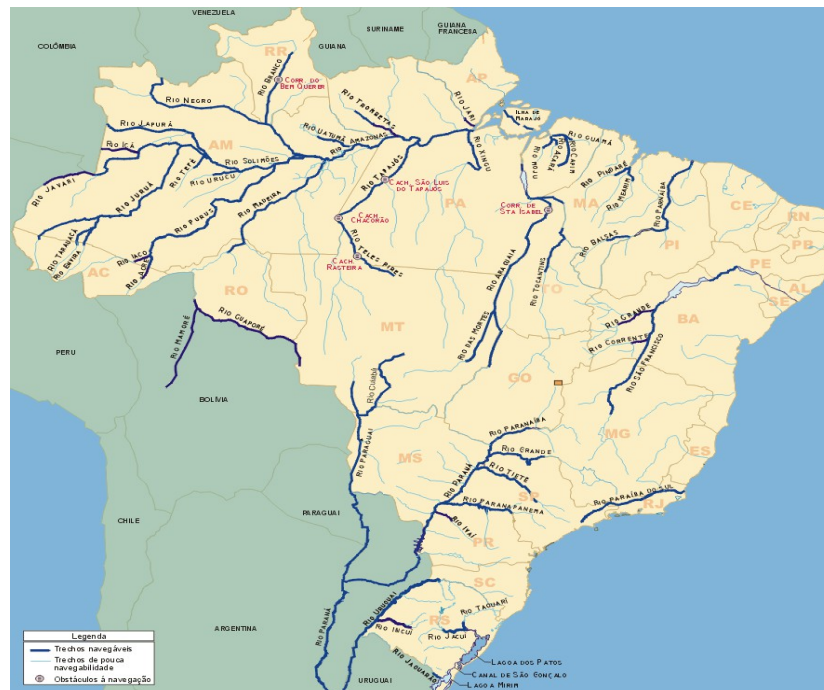 VENEZUELA
COLÔMBIA
GUIANA
SURINAME
GUIANA
FRANCESA
RR
AP
RIO BRANCO
CORR. DO
BEM QUERER
RIO NEGRO
RIO TROMBETAS
RIO JARI
ILHA DE
MARAJÓ
RIO JAPURÁ
RIO UATUMÃ
RIO AMAZONAS
RIO GUAMÁ
RIO IÇÁ
AM
RIO SOLIMÕES
RIO TEFÉ
RIO URUCU
RIO TAPAJÓS
RIO XINGU
RIO MOJU
RIO ACARÁ
RIO CAPIM
RIO PINDARÉ
RIO MEARIM
RIO JAVARI
RIO JURUÁ
CACH. SÃO LUIS
DO TAPAJÓS
PA
CORR. DE
STA ISABEL
MA
RIO PARNAÍBA
CE
RN
PB
RIO PURUS
RIO MADEIRA
CACH.
CHACORÃO
RIO TARAUACÁ
RIO ENVIRA
RIO IACO
RIO ACRE
AC
RIO TELES PIRES
CACH.
RASTEIRA
RIO ARAGUAIA
RIO TOCANTINS
TO
RIO BALSAS
PI
PE
AL
SE
RO
RIO MAMORÉ
RIO GUAPORÉ
MT
RIO DAS MORTES
RIO GRANDE
RIO CORRENTE
BA
RIO SÃO FRANCISCO
PERU
BOLÍVIA
RIO CUIABÁ
GO
RIO PARAGUAI
MS
RIO PARANAÍBA
RIO GRANDE
MG
ES
RIO PARANÁ
RIO TIETÊ
SP
RIO PARANAPANEMA
RIO PARAÍBA DO SUL
RJ
CHILE
PARAGUAI
RIO IVAÍ
PR
SC
RIO URUGUAI
RIO PARANÁ
ARGENTINA
RS
RIO TAQUARÍ
RIO JACUÍ
RIO JAGUARÃO
URUGUAI
LAGOA DOS PATOS
CANAL DE SÃO GONÇALO
LAGOA MIRIM
Legenda
Trechos navegáveis
Trechos de pouca
navegabilidade
Obstáculos á navegação